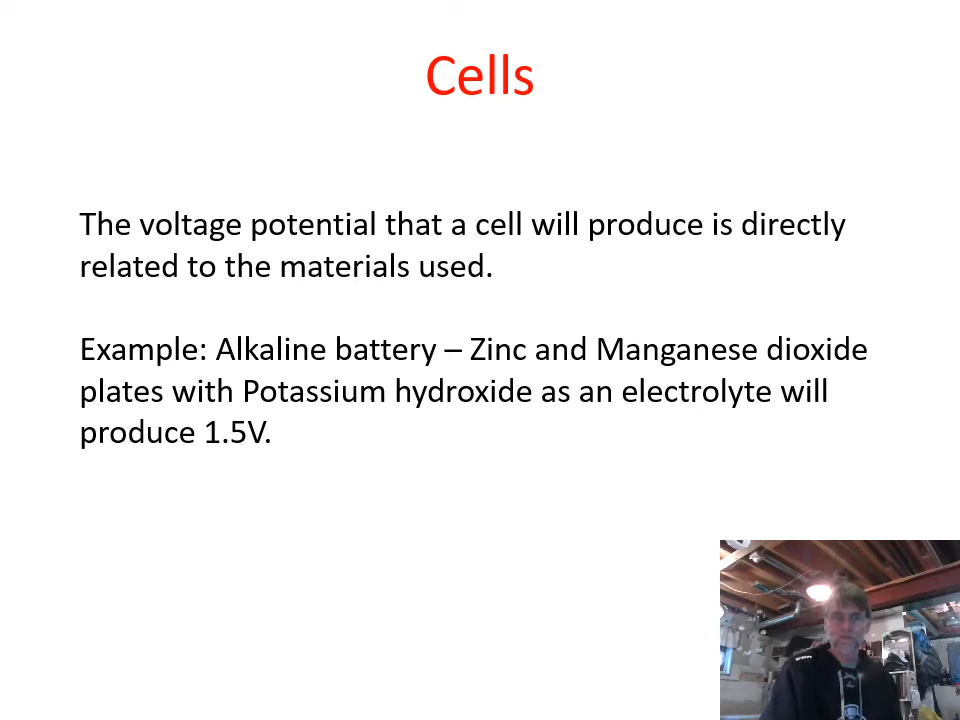 Cells
The voltage potential that a cell will produce is directly
related to the materials used.
Example: Alkaline battery – Zinc and Manganese dioxide
plates with Potassium hydroxide as an electrolyte will
produce 1.5V.